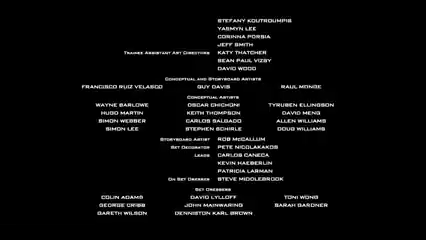 STEFANY KOUTROUMPIS
YASMYN LEE
CORINNA PORSIA
JEFF SMITH
TRAINEE ASSISTANT ART DIRECTORS KATY THATCHER
SEAN PAUL VIZBY
DAVID WOOD
CONCEPTUAL AND STORYBOARD ARTISTS
FRANCISCO RUIZ VELASCO GUY DAVIS RAUL MONGE
CONCEPTUAL ARTISTS
WAYNE BARLOWE OSCAR CHICHONI TYRUBEN ELLINGSON
HUGO MARTIN KEITH THOMPSON DAVID MENG
SIMON WEBBER CARLOS SALGADO ALLEN WILLIAMS
SIMON LEE STEPHEN SCHIRLE DOUG WILLIAMS
STORYBOARD ARTIST ROB MCCALLUM
SET DECORATOR PETE NICOLAKAKOS
LEADS CARLOS CANECA
KEVIN HAEBERLIN
PATRICIA LARMAN
ON SET DRESSER STEVE MIDDLEBROOK
SET DRESSERS
COLIN ADAMS DAVID LYLLOFF TONI WONG
GEORGE CRIBB JOHN MAINWARING SARAH GARDNER
GARETH WILSON DENNISTON KARL BROWN